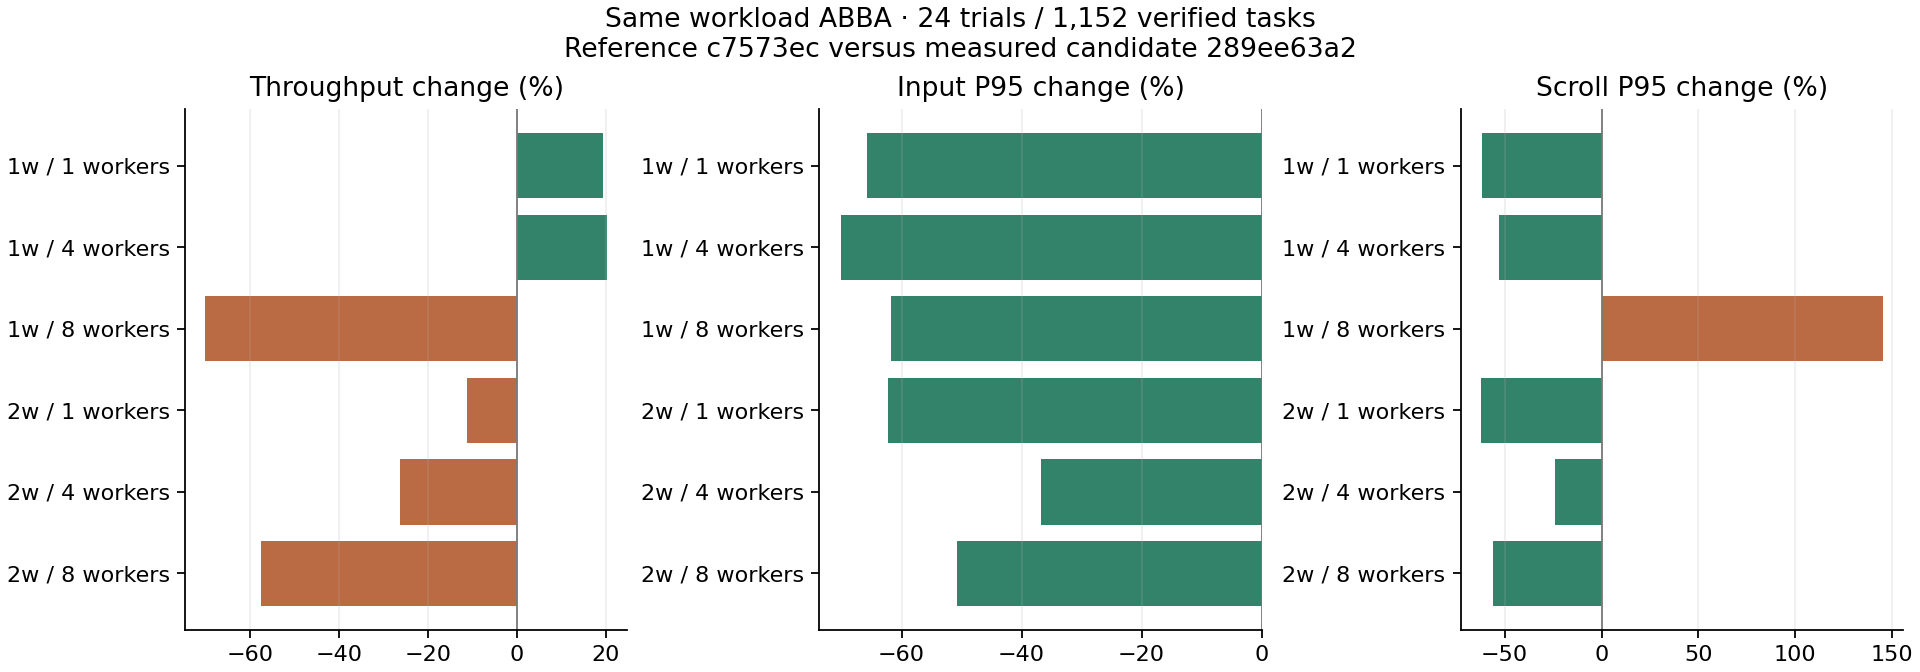 Same workload ABBA · 24 trials / 1,152 verified tasks
Reference c7573ec versus measured candidate 289ee63a2
Throughput change (%)
1w / 1 workers
1w / 4 workers
1w / 8 workers
2w / 1 workers
2w / 4 workers
2w / 8 workers
−60 −40 −20 0 20
Input P95 change (%)
1w / 1 workers
1w / 4 workers
1w / 8 workers
2w / 1 workers
2w / 4 workers
2w / 8 workers
−60 −40 −20 0
Scroll P95 change (%)
1w / 1 workers
1w / 4 workers
1w / 8 workers
2w / 1 workers
2w / 4 workers
2w / 8 workers
−50 0 50 100 150